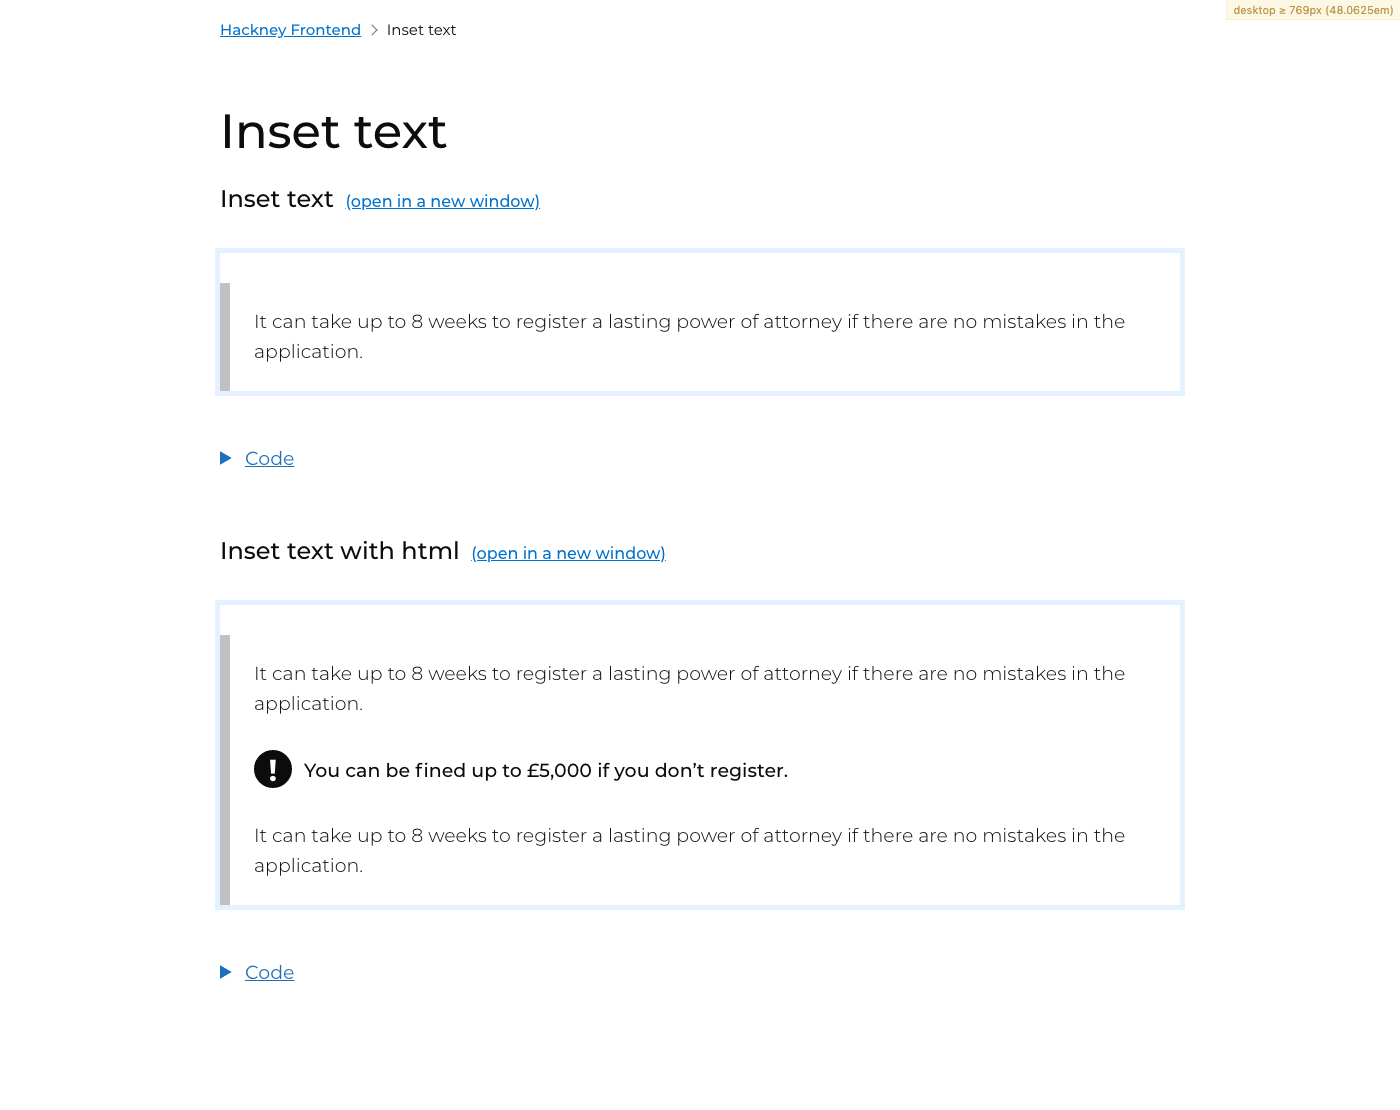 desktop ≥ 769px (48.0625em)
Hackney Frontend > Inset text
Inset text
Inset text (open in a new window)
It can take up to 8 weeks to register a lasting power of attorney if there are no mistakes in the
application.
Code
Inset text with html (open in a new window)
It can take up to 8 weeks to register a lasting power of attorney if there are no mistakes in the
application.
! You can be fined up to £5,000 if you don’t register.
It can take up to 8 weeks to register a lasting power of attorney if there are no mistakes in the
application.
Code